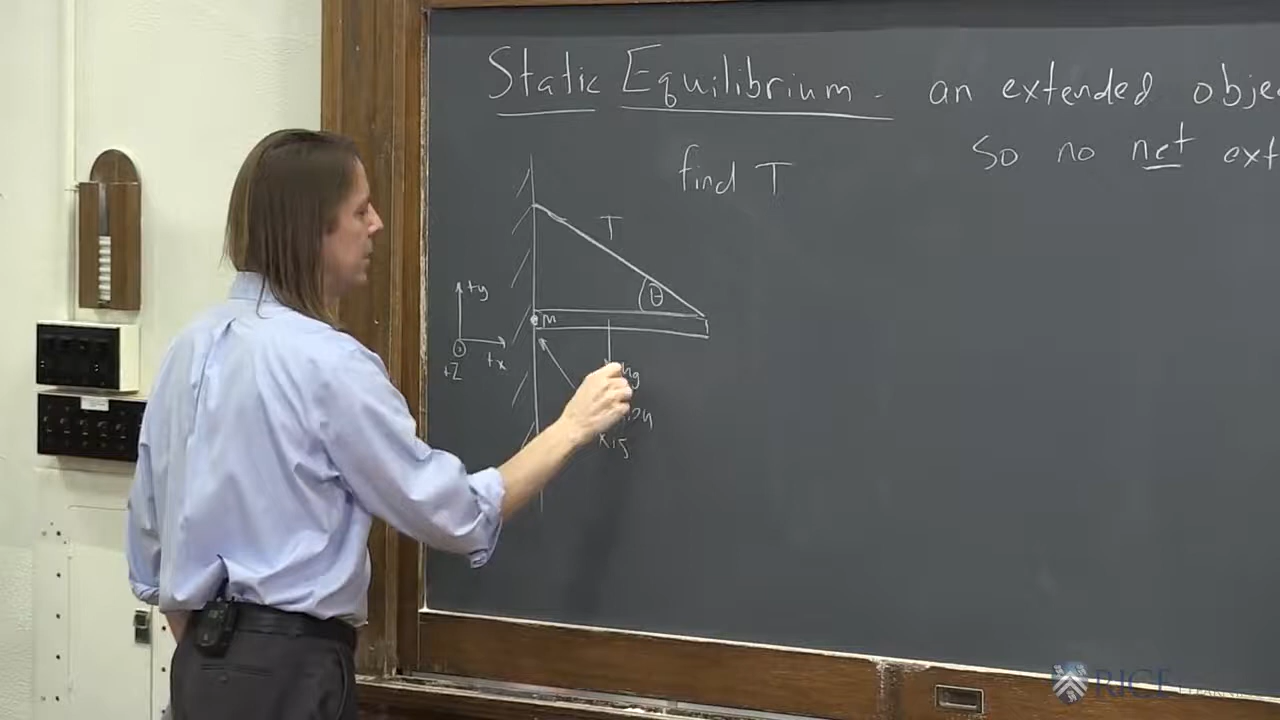 Static Equilibrium - an extended obje
so no net ext
find T
T
θ
+y
m
+x
+z
mg
RICE